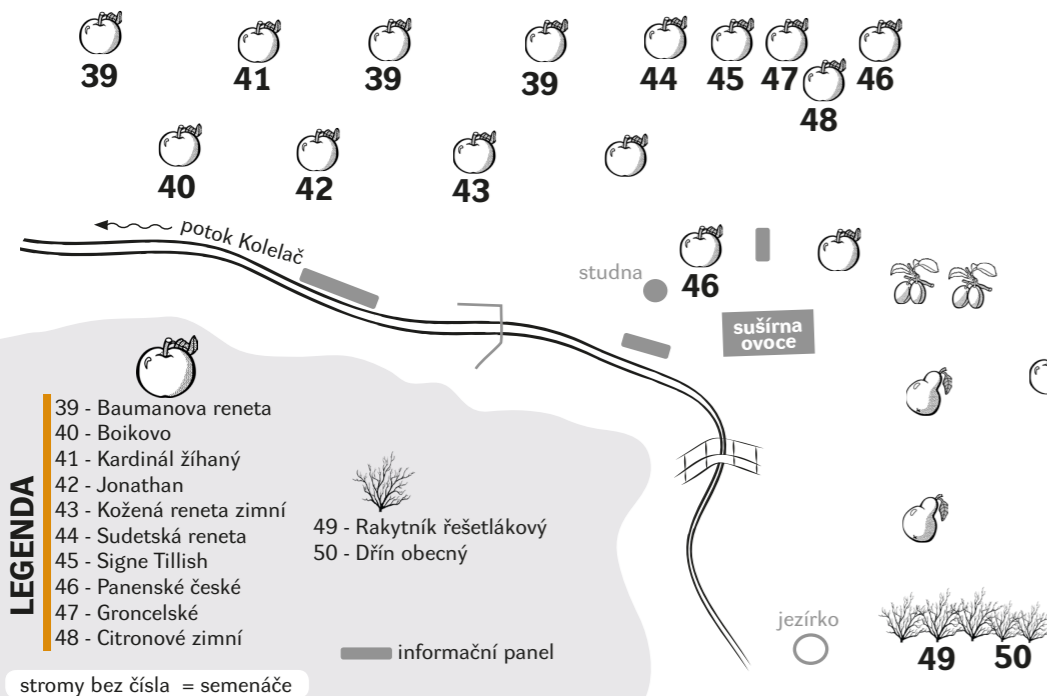 39
41
39
39
44
45
47
46
48
40
42
43
potok Kolelač
studna
46
sušírna
ovoce
LEGENDA
39 - Baumanova reneta
40 - Boikovo
41 - Kardinál žíhaný
42 - Jonathan
43 - Kožená reneta zimní
44 - Sudetská reneta
45 - Signe Tillish
46 - Panenské české
47 - Groncelské
48 - Citronové zimní
49 - Rakytník řešetlákový
50 - Dřín obecný
informační panel
stromy bez čísla = semenáče
jezírko
49
50